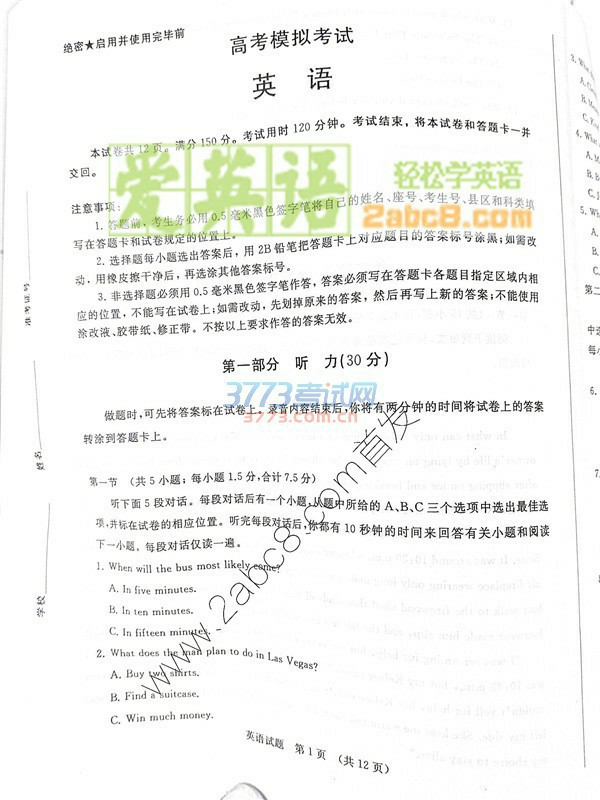 绝密★启用并使用完毕前
高考模拟考试
英 语
本试卷共12页。满分150分。考试用时120分钟。考试结束，将本试卷和答题卡一并
交回。
爱英语
轻松学英语
2abc8.com
注意事项：
1. 答题前，考生务必用0.5毫米黑色签字笔将自己的姓名、座号、考生号、县区和科类填
写在答题卡和试卷规定的位置上。
2. 选择题每小题选出答案后，用2B铅笔把答题卡上对应题目的答案标号涂黑；如需改
动，用橡皮擦干净后，再选涂其他答案标号。
3. 非选择题必须用0.5毫米黑色签字笔作答，答案必须写在答题卡各题目指定区域内相
应的位置，不能写在试卷上；如需改动，先划掉原来的答案，然后再写上新的答案；不能使用
涂改液、胶带纸、修正带。不按以上要求作答的答案无效。
第一部分 听 力(30分)
3773考试网
3773.com.cn
做题时，可先将答案标在试卷上。录音内容结束后，你将有两分钟的时间将试卷上的答案
转涂到答题卡上。
第一节 (共5小题；每小题1.5分，合计7.5分)
听下面5段对话。每段对话后有一个小题，从题中所给的A、B、C三个选项中选出最佳选
项，并标在试卷的相应位置。听完每段对话后，你都有10秒钟的时间来回答有关小题和阅读
下一小题。每段对话仅读一遍。
1. When will the bus most likely come?
A. In five minutes.
B. In ten minutes.
C. In fifteen minutes.
2. What does the man plan to do in Las Vegas?
A. Buy two shirts.
B. Find a suitcase.
C. Win much money.
英语试题 第1页 (共12页)
www.2abc8.com首发
准考证号
姓名
学校